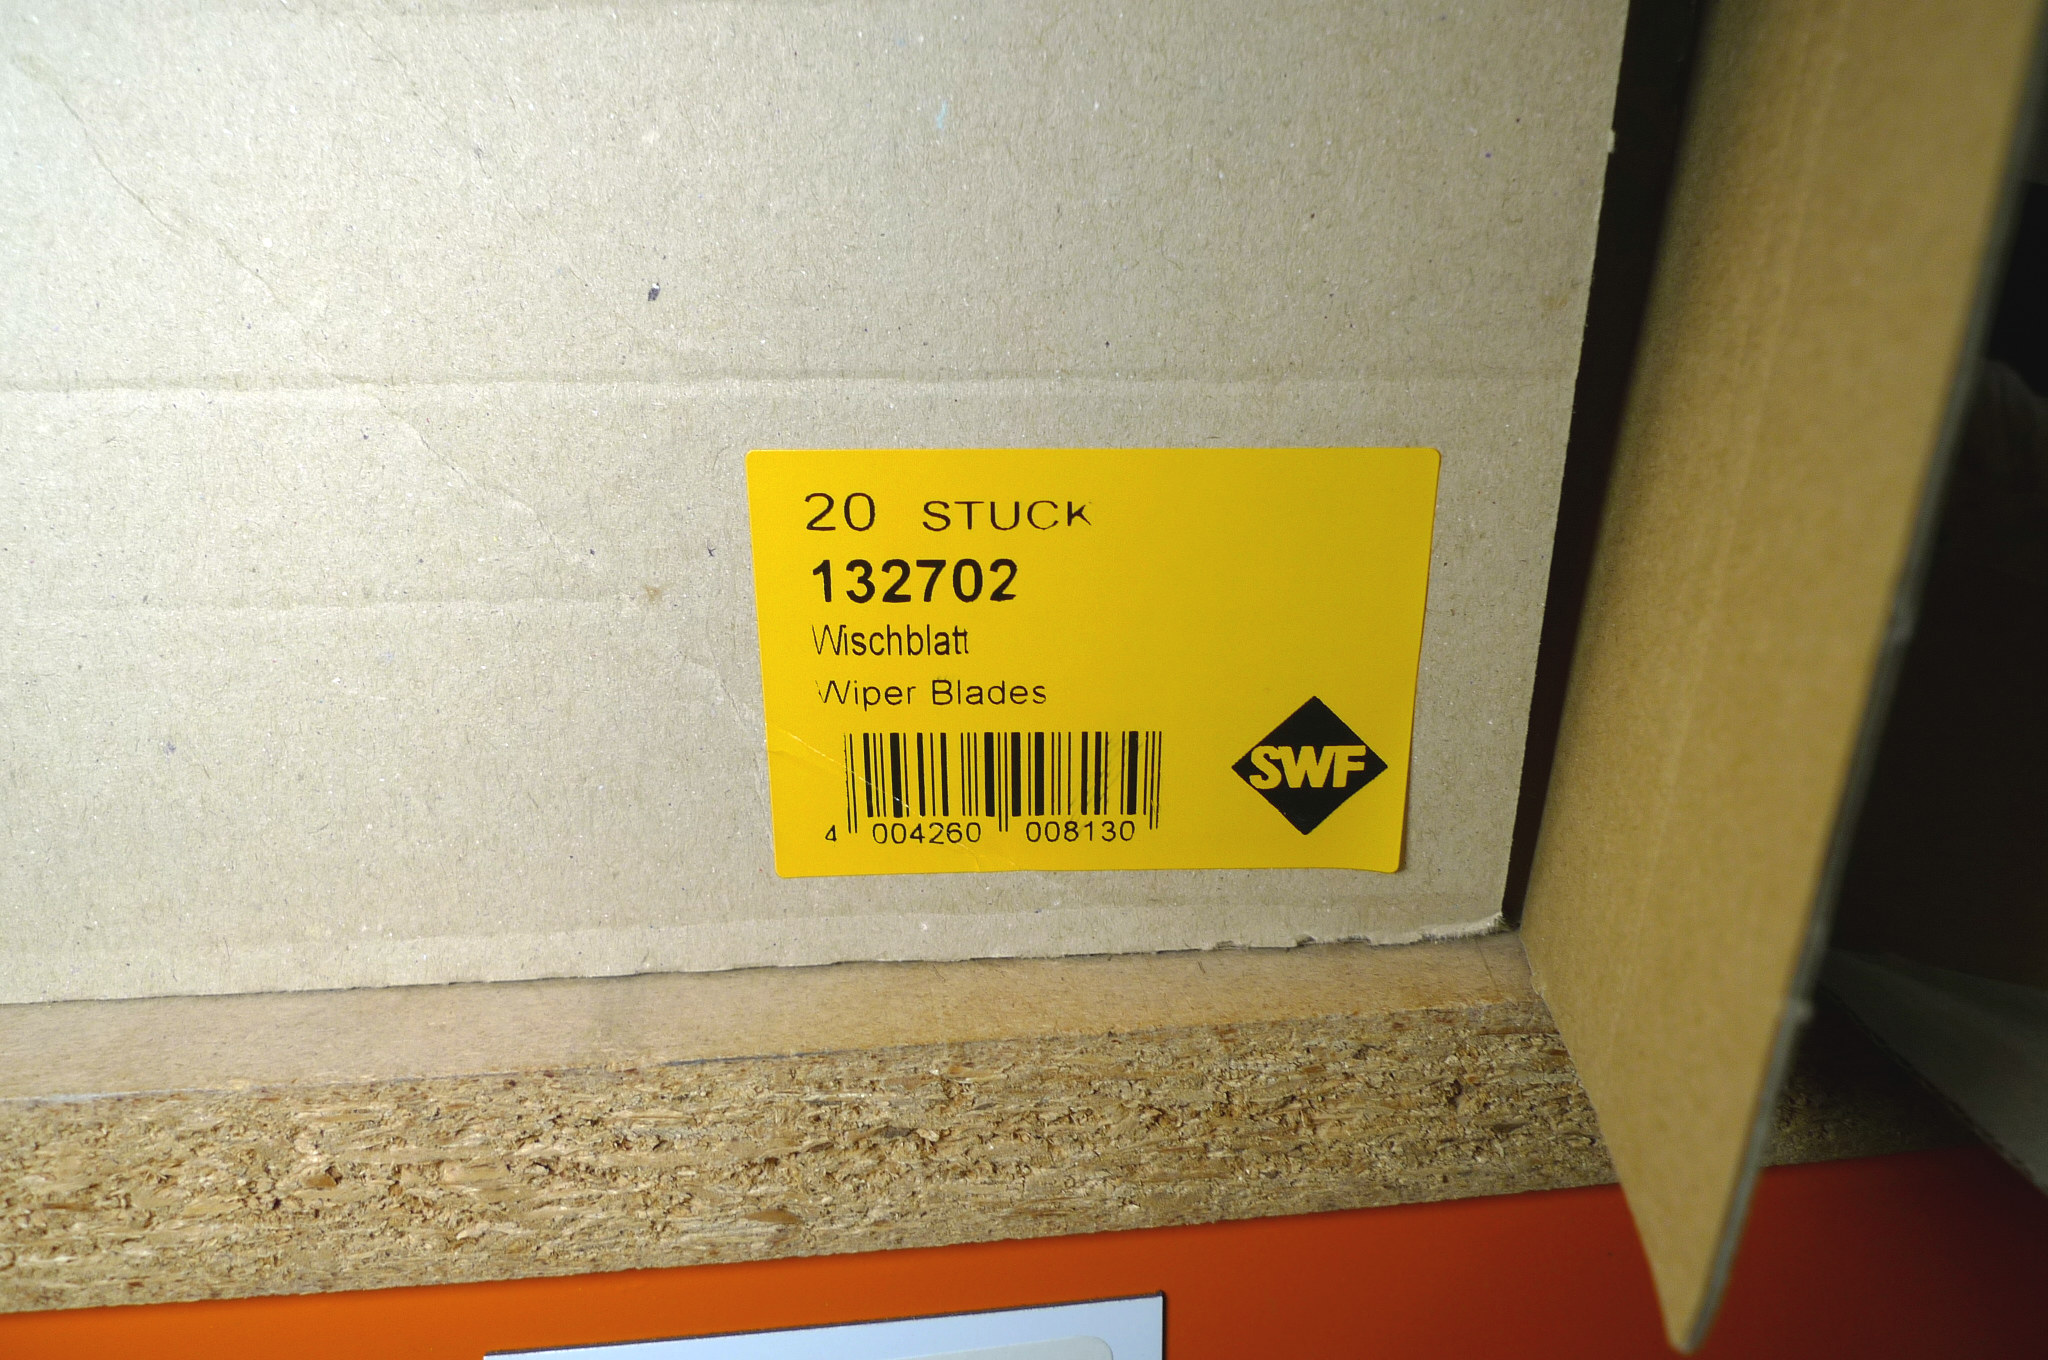 20 STUCK
132702
Wischblatt
Wiper Blades
SWF
4 004260 008130